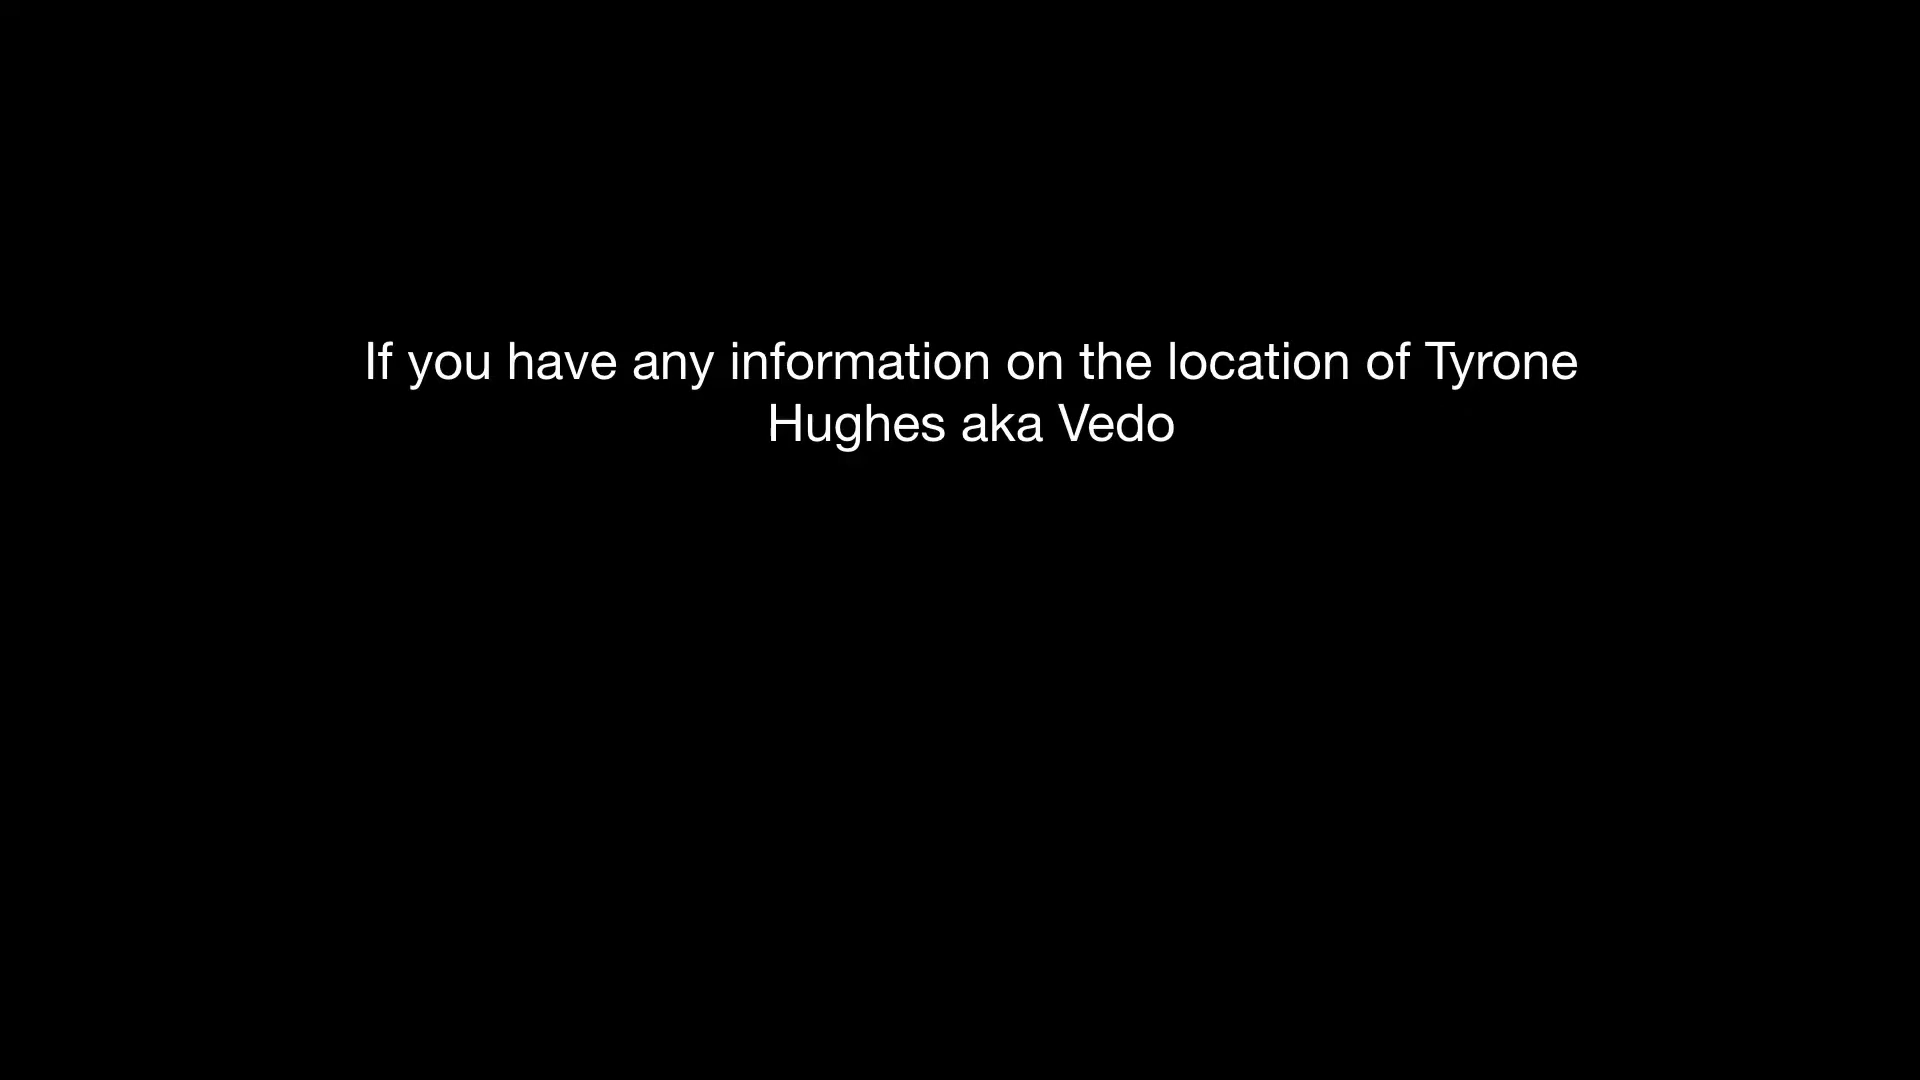 If you have any information on the location of Tyrone
Hughes aka Vedo